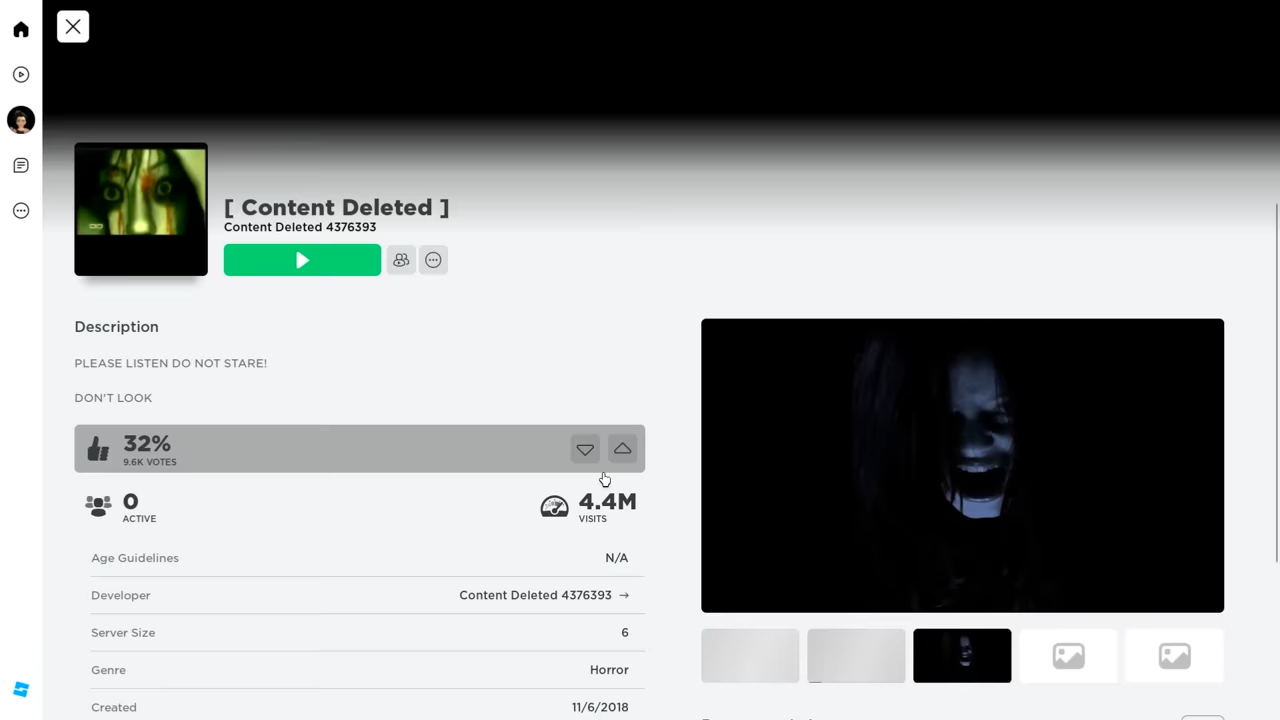 [ Content Deleted ]
Content Deleted 4376393
Description
PLEASE LISTEN DO NOT STARE!
DON'T LOOK
32%
9.6K VOTES
0
ACTIVE
4.4M
VISITS
Age Guidelines N/A
Developer Content Deleted 4376393 →
Server Size 6
Genre Horror
Created 11/6/2018